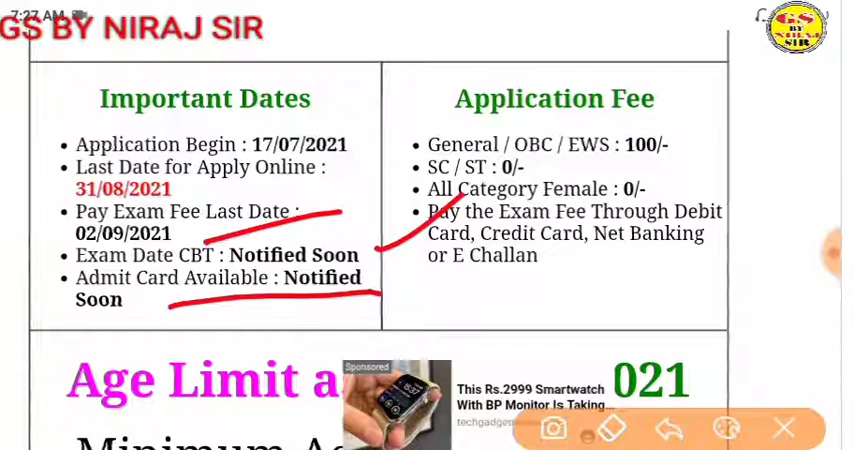 7:27 AM
GS BY NIRAJ SIR
GS
BY
NIRAJ
SIR
Important Dates
• Application Begin : 17/07/2021
• Last Date for Apply Online :
31/08/2021
• Pay Exam Fee Last Date :
02/09/2021
• Exam Date CBT : Notified Soon
• Admit Card Available : Notified
Soon
Application Fee
• General / OBC / EWS : 100/-
• SC / ST : 0/-
• All Category Female : 0/-
• Pay the Exam Fee Through Debit
Card, Credit Card, Net Banking
or E Challan
Age Limit a
021
Sponsored
This Rs.2999 Smartwatch
With BP Monitor Is Taking...
techgadge
Minimum